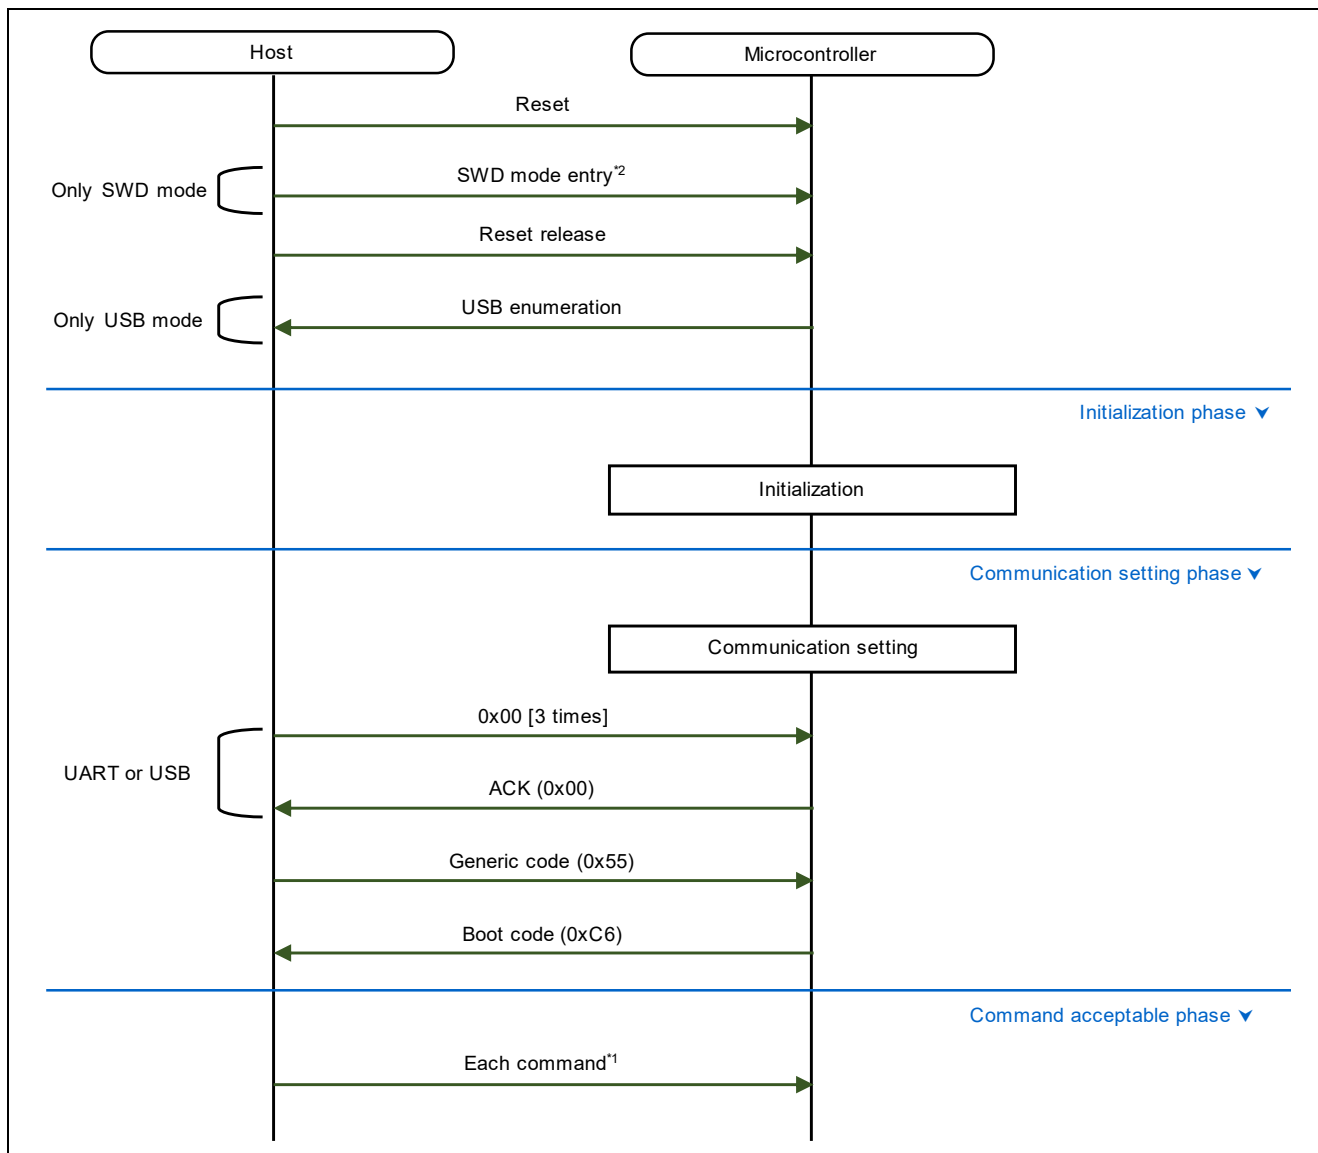 Host
Microcontroller
Reset
SWD mode entry*2
Only SWD mode
Reset release
USB enumeration
Only USB mode
Initialization phase
Initialization
Communication setting phase
Communication setting
0x00 [3 times]
UART or USB
ACK (0x00)
Generic code (0x55)
Boot code (0xC6)
Command acceptable phase
Each command*1